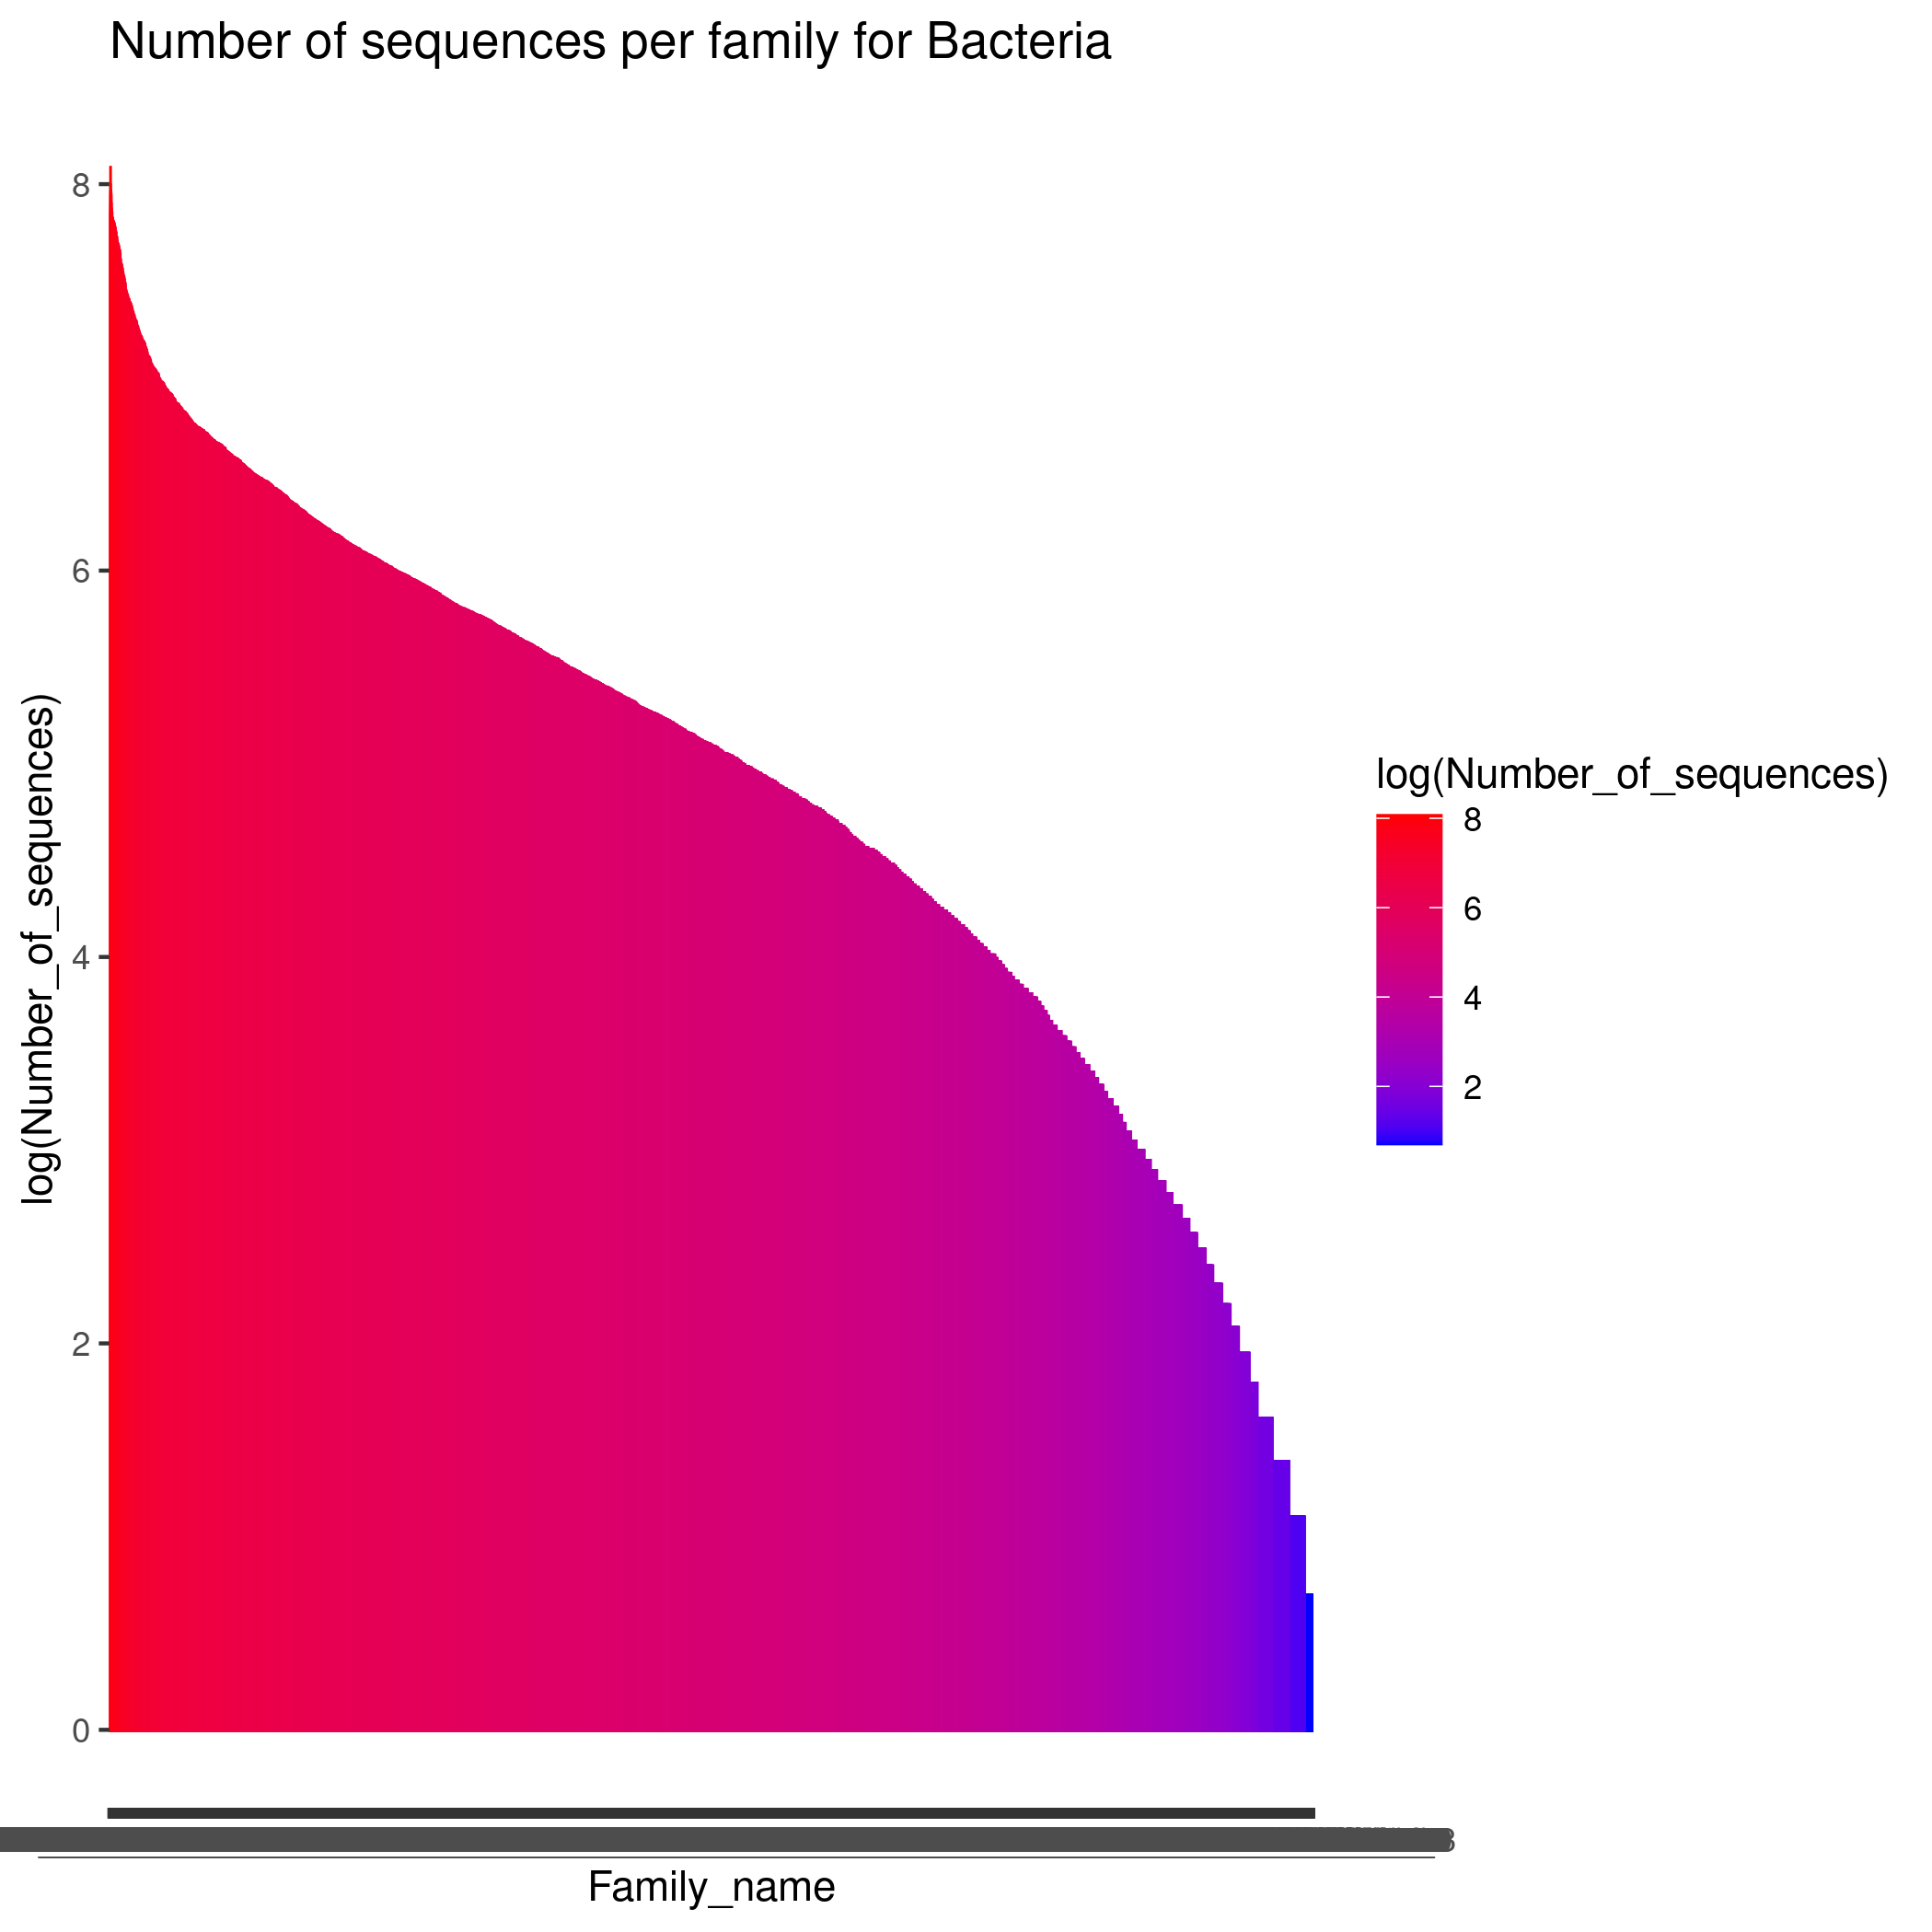 Number of sequences per family for Bacteria
8
6
4
2
0
log(Number_of_sequences)
log(Number_of_sequences)
8
6
4
2
Family_name